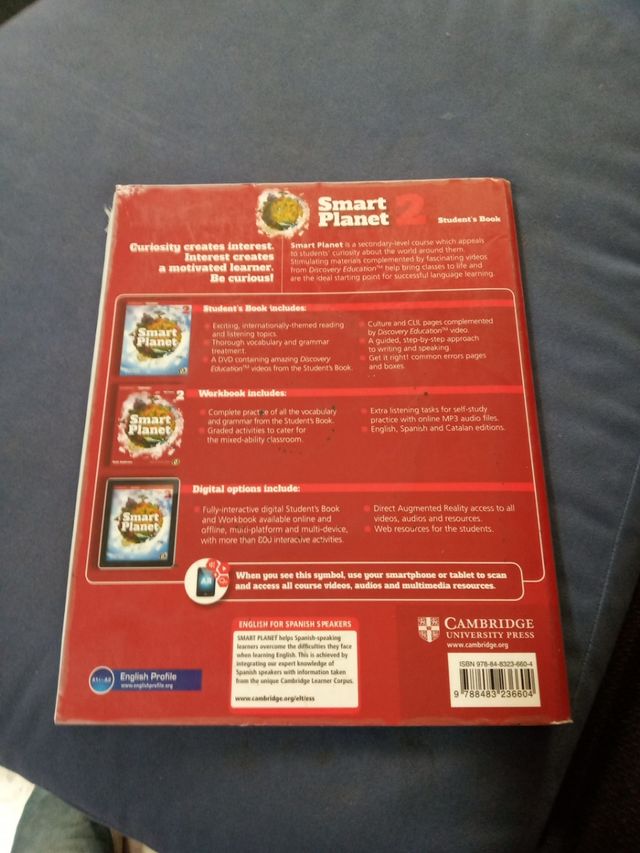 Smart
Planet 2
Student's Book
Curiosity creates interest.
Interest creates
a motivated learner.
Be curious!
Smart Planet is a secondary-level course which appeals
to students' curiosity about the world around them.
Stimulating materials complemented by fascinating videos
from Discovery Education™ help bring classes to life and
are the ideal starting point for successful language learning.
Student's Book includes:
2
Smart
Planet
Exciting, internationally-themed reading
and listening topics.
Thorough vocabulary and grammar
treatment.
A DVD containing amazing Discovery
Education™ videos from the Student's Book.
Culture and CLIL pages complemented
by Discovery Education™ video.
A guided, step-by-step approach
to writing and speaking.
Get it right! common errors pages
and boxes.
Workbook includes:
2
Smart
Planet
Complete practice of all the vocabulary
and grammar from the Student's Book.
Graded activities to cater for
the mixed-ability classroom.
Extra listening tasks for self-study
practice with online MP3 audio files.
English, Spanish and Catalan editions.
Digital options include:
Smart
Planet
Fully-interactive digital Student's Book
and Workbook available online and
offline, multi-platform and multi-device,
with more than 600 interactive activities.
Direct Augmented Reality access to all
videos, audios and resources.
Web resources for the students.
When you see this symbol, use your smartphone or tablet to scan
and access all course videos, audios and multimedia resources.
ENGLISH FOR SPANISH SPEAKERS
SMART PLANET helps Spanish-speaking
learners overcome the difficulties they face
when learning English. This is achieved by
integrating our expert knowledge of
Spanish speakers with information taken
from the unique Cambridge Learner Corpus.
www.cambridge.org/elt/ess
English Profile
www.englishprofile.org
CAMBRIDGE
UNIVERSITY PRESS
www.cambridge.org
ISBN 978-84-8323-660-4
9 788483 236604